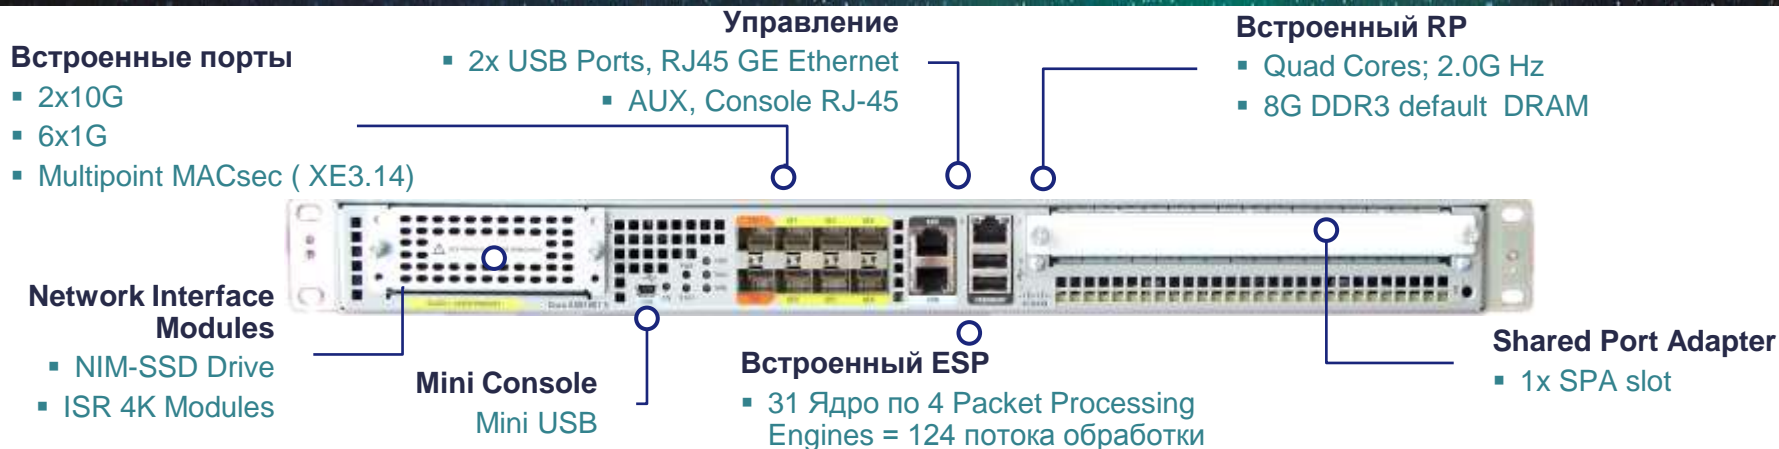 Управление
Встроенный RP
Встроенные порты
▪ 2x USB Ports, RJ45 GE Ethernet
▪ Quad Cores; 2.0G Hz
▪ 2x10G
▪ AUX, Console RJ-45
▪ 8G DDR3 default DRAM
▪ 6x1G
▪ Multipoint MACsec ( XE3.14)
Network Interface
Modules
▪ NIM-SSD Drive
▪ ISR 4K Modules
Mini Console
Mini USB
Встроенный ESP
▪ 31 Ядро по 4 Packet Processing
Engines = 124 потока обработки
Shared Port Adapter
▪ 1x SPA slot